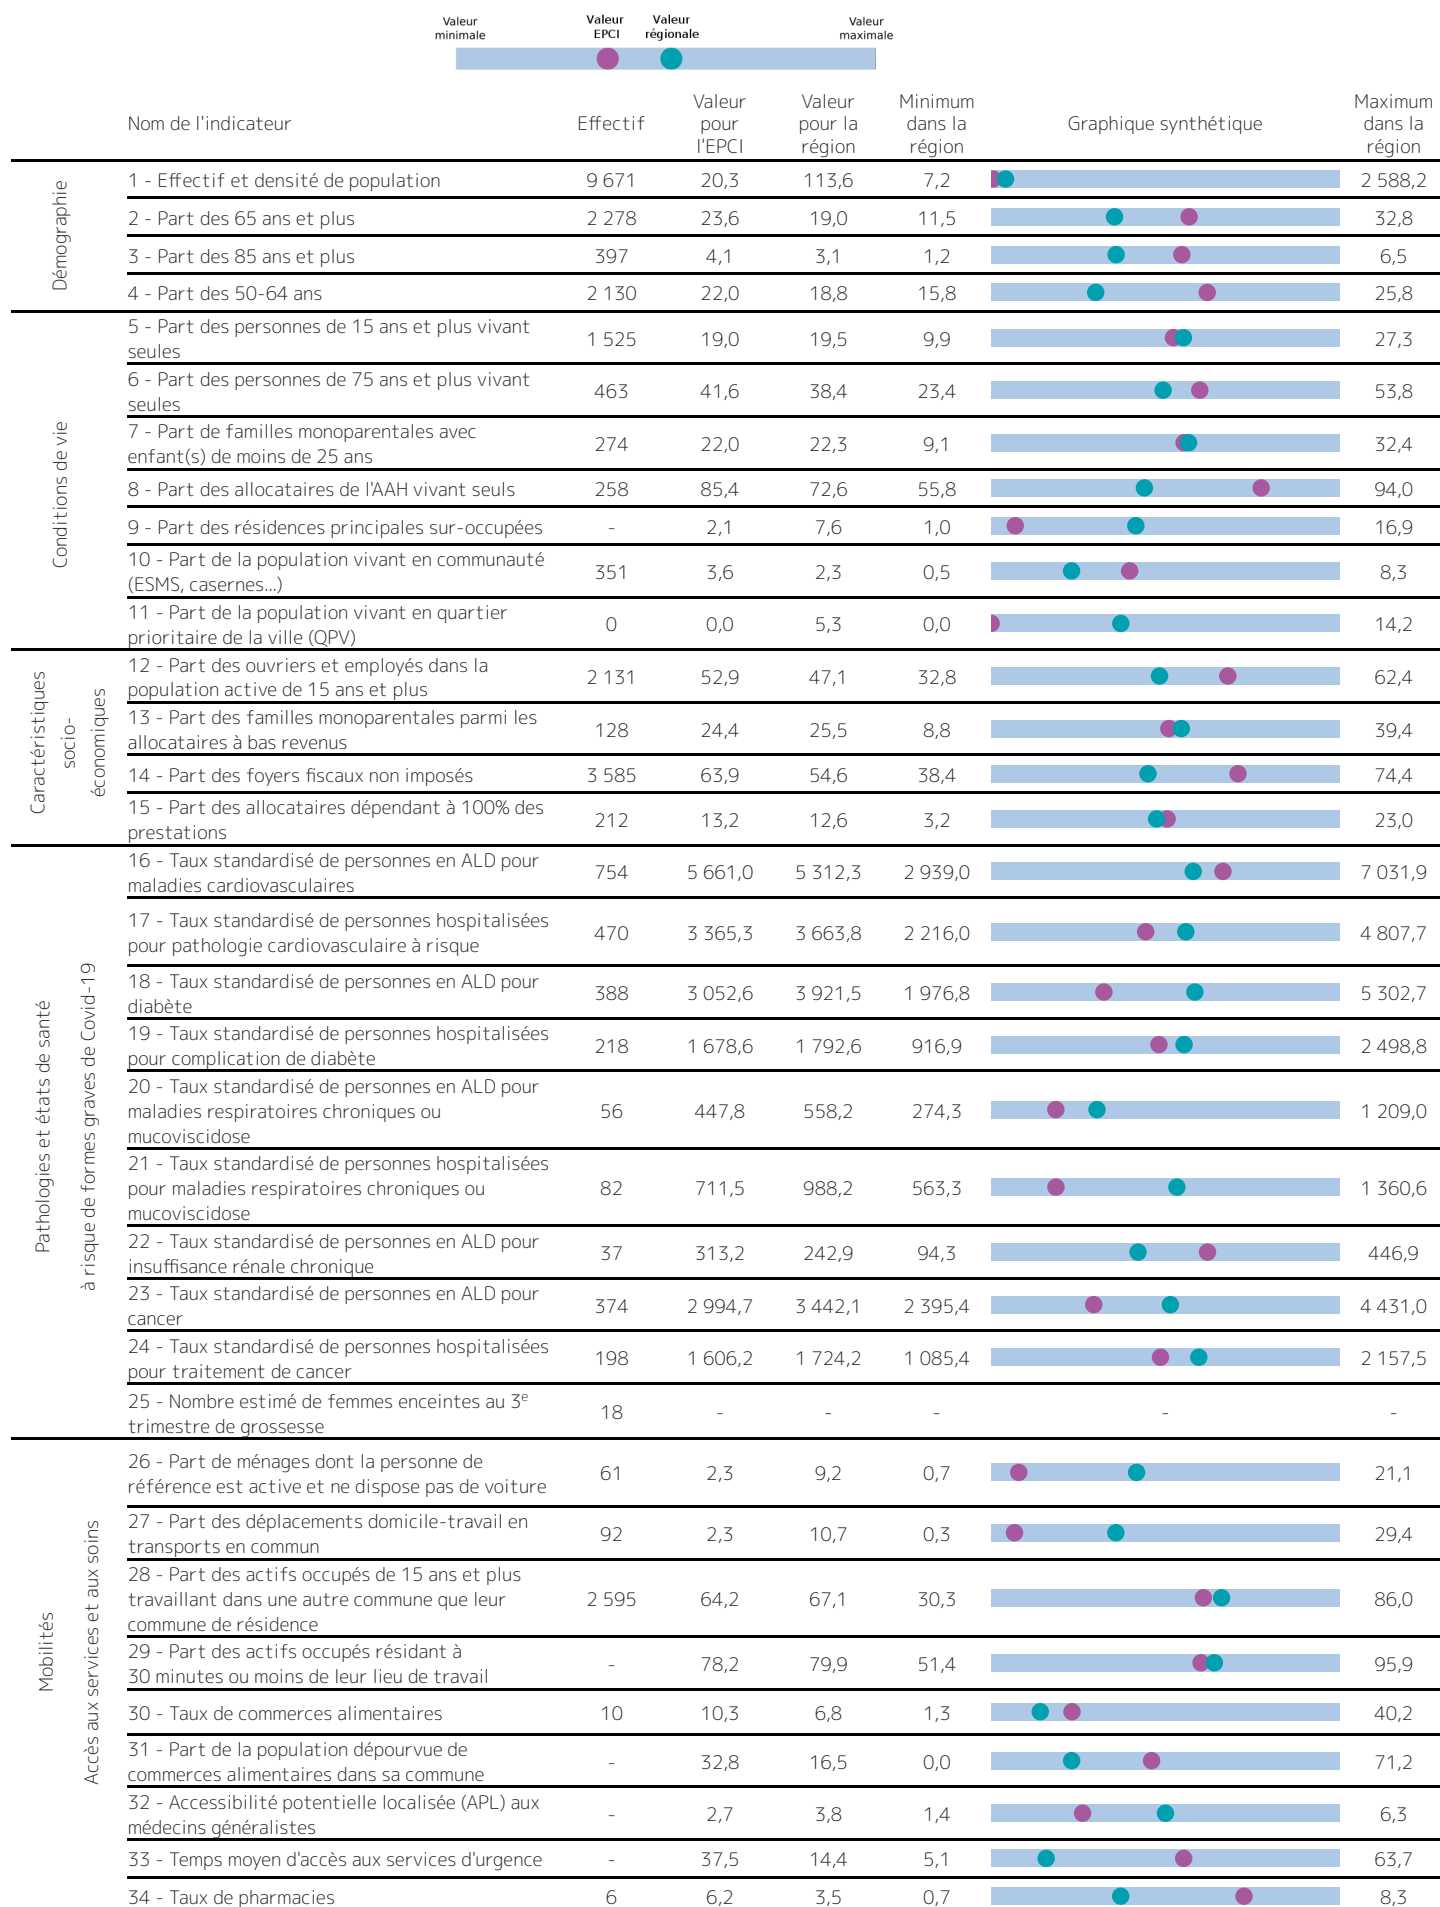 Valeur minimale
Valeur EPCI
Valeur régionale
Valeur maximale
Nom de l'indicateur Effectif Valeur pour l'EPCI Valeur pour la région Minimum dans la région Graphique synthétique Maximum dans la région
Démographie
1 - Effectif et densité de population 9 671 20,3 113,6 7,2 2 588,2
2 - Part des 65 ans et plus 2 278 23,6 19,0 11,5 32,8
3 - Part des 85 ans et plus 397 4,1 3,1 1,2 6,5
4 - Part des 50-64 ans 2 130 22,0 18,8 15,8 25,8
Conditions de vie
5 - Part des personnes de 15 ans et plus vivant
seules 1 525 19,0 19,5 9,9 27,3
6 - Part des personnes de 75 ans et plus vivant
seules 463 41,6 38,4 23,4 53,8
7 - Part de familles monoparentales avec
enfant(s) de moins de 25 ans 274 22,0 22,3 9,1 32,4
8 - Part des allocataires de l'AAH vivant seuls 258 85,4 72,6 55,8 94,0
9 - Part des résidences principales sur-occupées - 2,1 7,6 1,0 16,9
10 - Part de la population vivant en communauté
(ESMS, casernes...) 351 3,6 2,3 0,5 8,3
11 - Part de la population vivant en quartier
prioritaire de la ville (QPV) 0 0,0 5,3 0,0 14,2
Caractéristiques
socio-
économiques
12 - Part des ouvriers et employés dans la
population active de 15 ans et plus 2 131 52,9 47,1 32,8 62,4
13 - Part des familles monoparentales parmi les
allocataires à bas revenus 128 24,4 25,5 8,8 39,4
14 - Part des foyers fiscaux non imposés 3 585 63,9 54,6 38,4 74,4
15 - Part des allocataires dépendant à 100% des
prestations 212 13,2 12,6 3,2 23,0
Pathologies et états de santé
à risque de formes graves de Covid-19
16 - Taux standardisé de personnes en ALD pour
maladies cardiovasculaires 754 5 661,0 5 312,3 2 939,0 7 031,9
17 - Taux standardisé de personnes hospitalisées
pour pathologie cardiovasculaire à risque 470 3 365,3 3 663,8 2 216,0 4 807,7
18 - Taux standardisé de personnes en ALD pour
diabète 388 3 052,6 3 921,5 1 976,8 5 302,7
19 - Taux standardisé de personnes hospitalisées
pour complication de diabète 218 1 678,6 1 792,6 916,9 2 498,8
20 - Taux standardisé de personnes en ALD pour
maladies respiratoires chroniques ou
mucoviscidose 56 447,8 558,2 274,3 1 209,0
21 - Taux standardisé de personnes hospitalisées
pour maladies respiratoires chroniques ou
mucoviscidose 82 711,5 988,2 563,3 1 360,6
22 - Taux standardisé de personnes en ALD pour
insuffisance rénale chronique 37 313,2 242,9 94,3 446,9
23 - Taux standardisé de personnes en ALD pour
cancer 374 2 994,7 3 442,1 2 395,4 4 431,0
24 - Taux standardisé de personnes hospitalisées
pour traitement de cancer 198 1 606,2 1 724,2 1 085,4 2 157,5
25 - Nombre estimé de femmes enceintes au 3e
trimestre de grossesse 18 - - - - -
Mobilités
Accès aux services et aux soins
26 - Part de ménages dont la personne de
référence est active et ne dispose pas de voiture 61 2,3 9,2 0,7 21,1
27 - Part des déplacements domicile-travail en
transports en commun 92 2,3 10,7 0,3 29,4
28 - Part des actifs occupés de 15 ans et plus
travaillant dans une autre commune que leur
commune de résidence 2 595 64,2 67,1 30,3 86,0
29 - Part des actifs occupés résidant à
30 minutes ou moins de leur lieu de travail - 78,2 79,9 51,4 95,9
30 - Taux de commerces alimentaires 10 10,3 6,8 1,3 40,2
31 - Part de la population dépourvue de
commerces alimentaires dans sa commune - 32,8 16,5 0,0 71,2
32 - Accessibilité potentielle localisée (APL) aux
médecins généralistes - 2,7 3,8 1,4 6,3
33 - Temps moyen d'accès aux services d'urgence - 37,5 14,4 5,1 63,7
34 - Taux de pharmacies 6 6,2 3,5 0,7 8,3